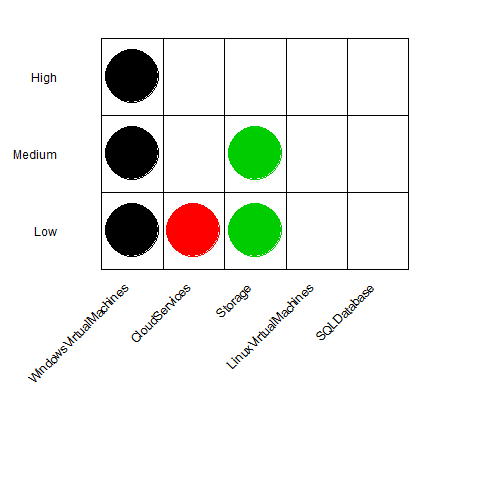 High
Medium
Low
WindowsVirtualMachines
CloudServices
Storage
LinuxVirtualMachines
SQLDatabase